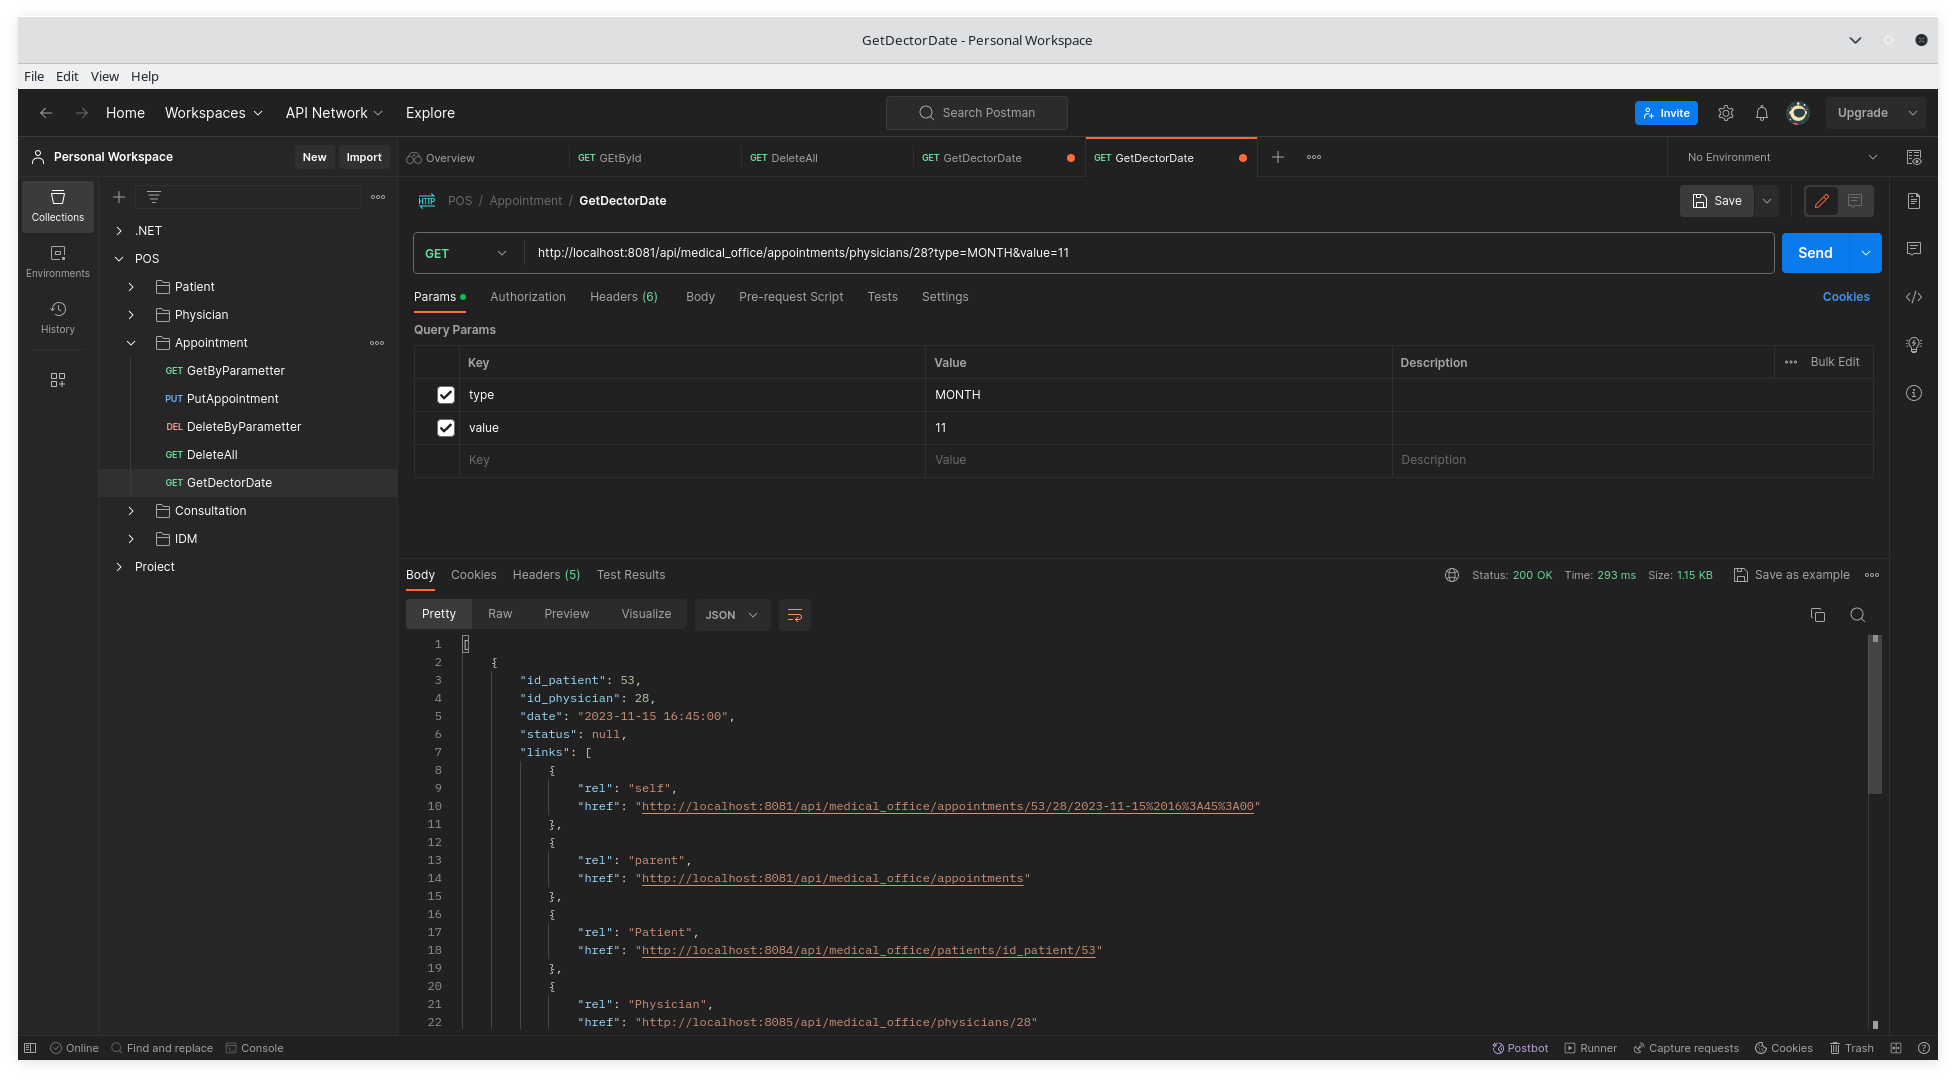 GetDectorDate - Personal Workspace
File Edit View Help
Home Workspaces API Network Explore Search Postman Invite Upgrade
Personal Workspace New Import
Overview GET GEtById GET DeleteAll GET GetDectorDate GET GetDectorDate No Environment
Collections
Environments
History
.NET
POS
Patient
Physician
Appointment
GET GetByParametter
PUT PutAppointment
DEL DeleteByParametter
GET DeleteAll
GET GetDectorDate
Consultation
IDM
Proiect
HTTP POS / Appointment / GetDectorDate Save
GET http://localhost:8081/api/medical_office/appointments/physicians/28?type=MONTH&value=11 Send
Params Authorization Headers (6) Body Pre-request Script Tests Settings Cookies
Query Params
Key Value Description Bulk Edit
type MONTH
value 11
Key Value Description
Body Cookies Headers (5) Test Results Status: 200 OK Time: 293 ms Size: 1.15 KB Save as example
Pretty Raw Preview Visualize JSON
1 [
2 {
3 "id_patient": 53,
4 "id_physician": 28,
5 "date": "2023-11-15 16:45:00",
6 "status": null,
7 "links": [
8 {
9 "rel": "self",
10 "href": "http://localhost:8081/api/medical_office/appointments/53/28/2023-11-15%2016%3A45%3A00"
11 },
12 {
13 "rel": "parent",
14 "href": "http://localhost:8081/api/medical_office/appointments"
15 },
16 {
17 "rel": "Patient",
18 "href": "http://localhost:8084/api/medical_office/patients/id_patient/53"
19 },
20 {
21 "rel": "Physician",
22 "href": "http://localhost:8085/api/medical_office/physicians/28"
Online Find and replace Console Postbot Runner Capture requests Cookies Trash